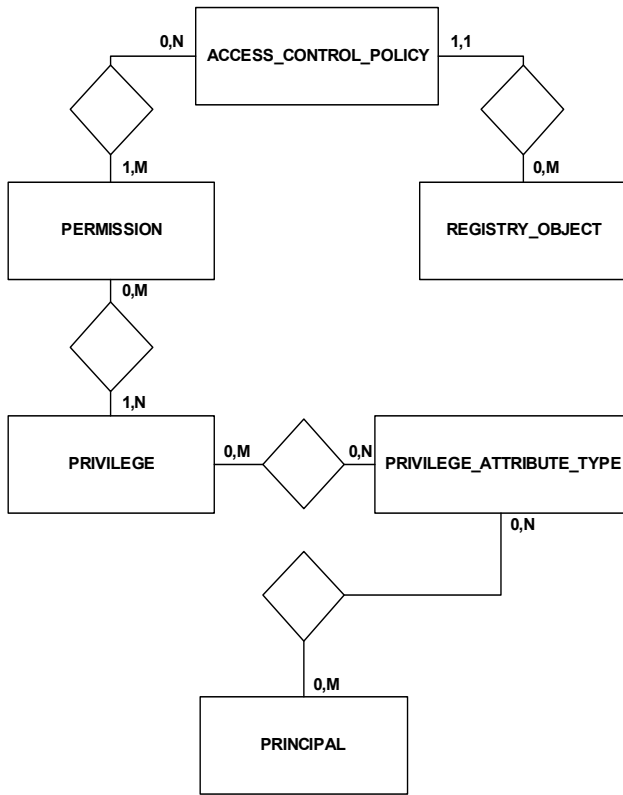 0,N
ACCESS_CONTROL_POLICY
1,1
1,M
0,M
PERMISSION
REGISTRY_OBJECT
0,M
1,N
PRIVILEGE
0,M
0,N
PRIVILEGE_ATTRIBUTE_TYPE
0,N
0,M
PRINCIPAL